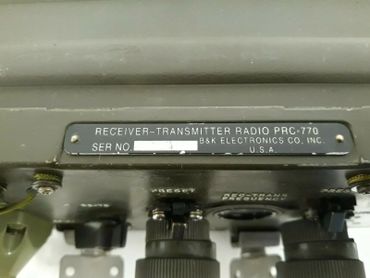 RECEIVER-TRANSMITTER RADIO PRC-770
SER NO. B&K ELECTRONICS CO, INC.
U.S.A.
PRESET
REC-TRANS
FREQUENCY